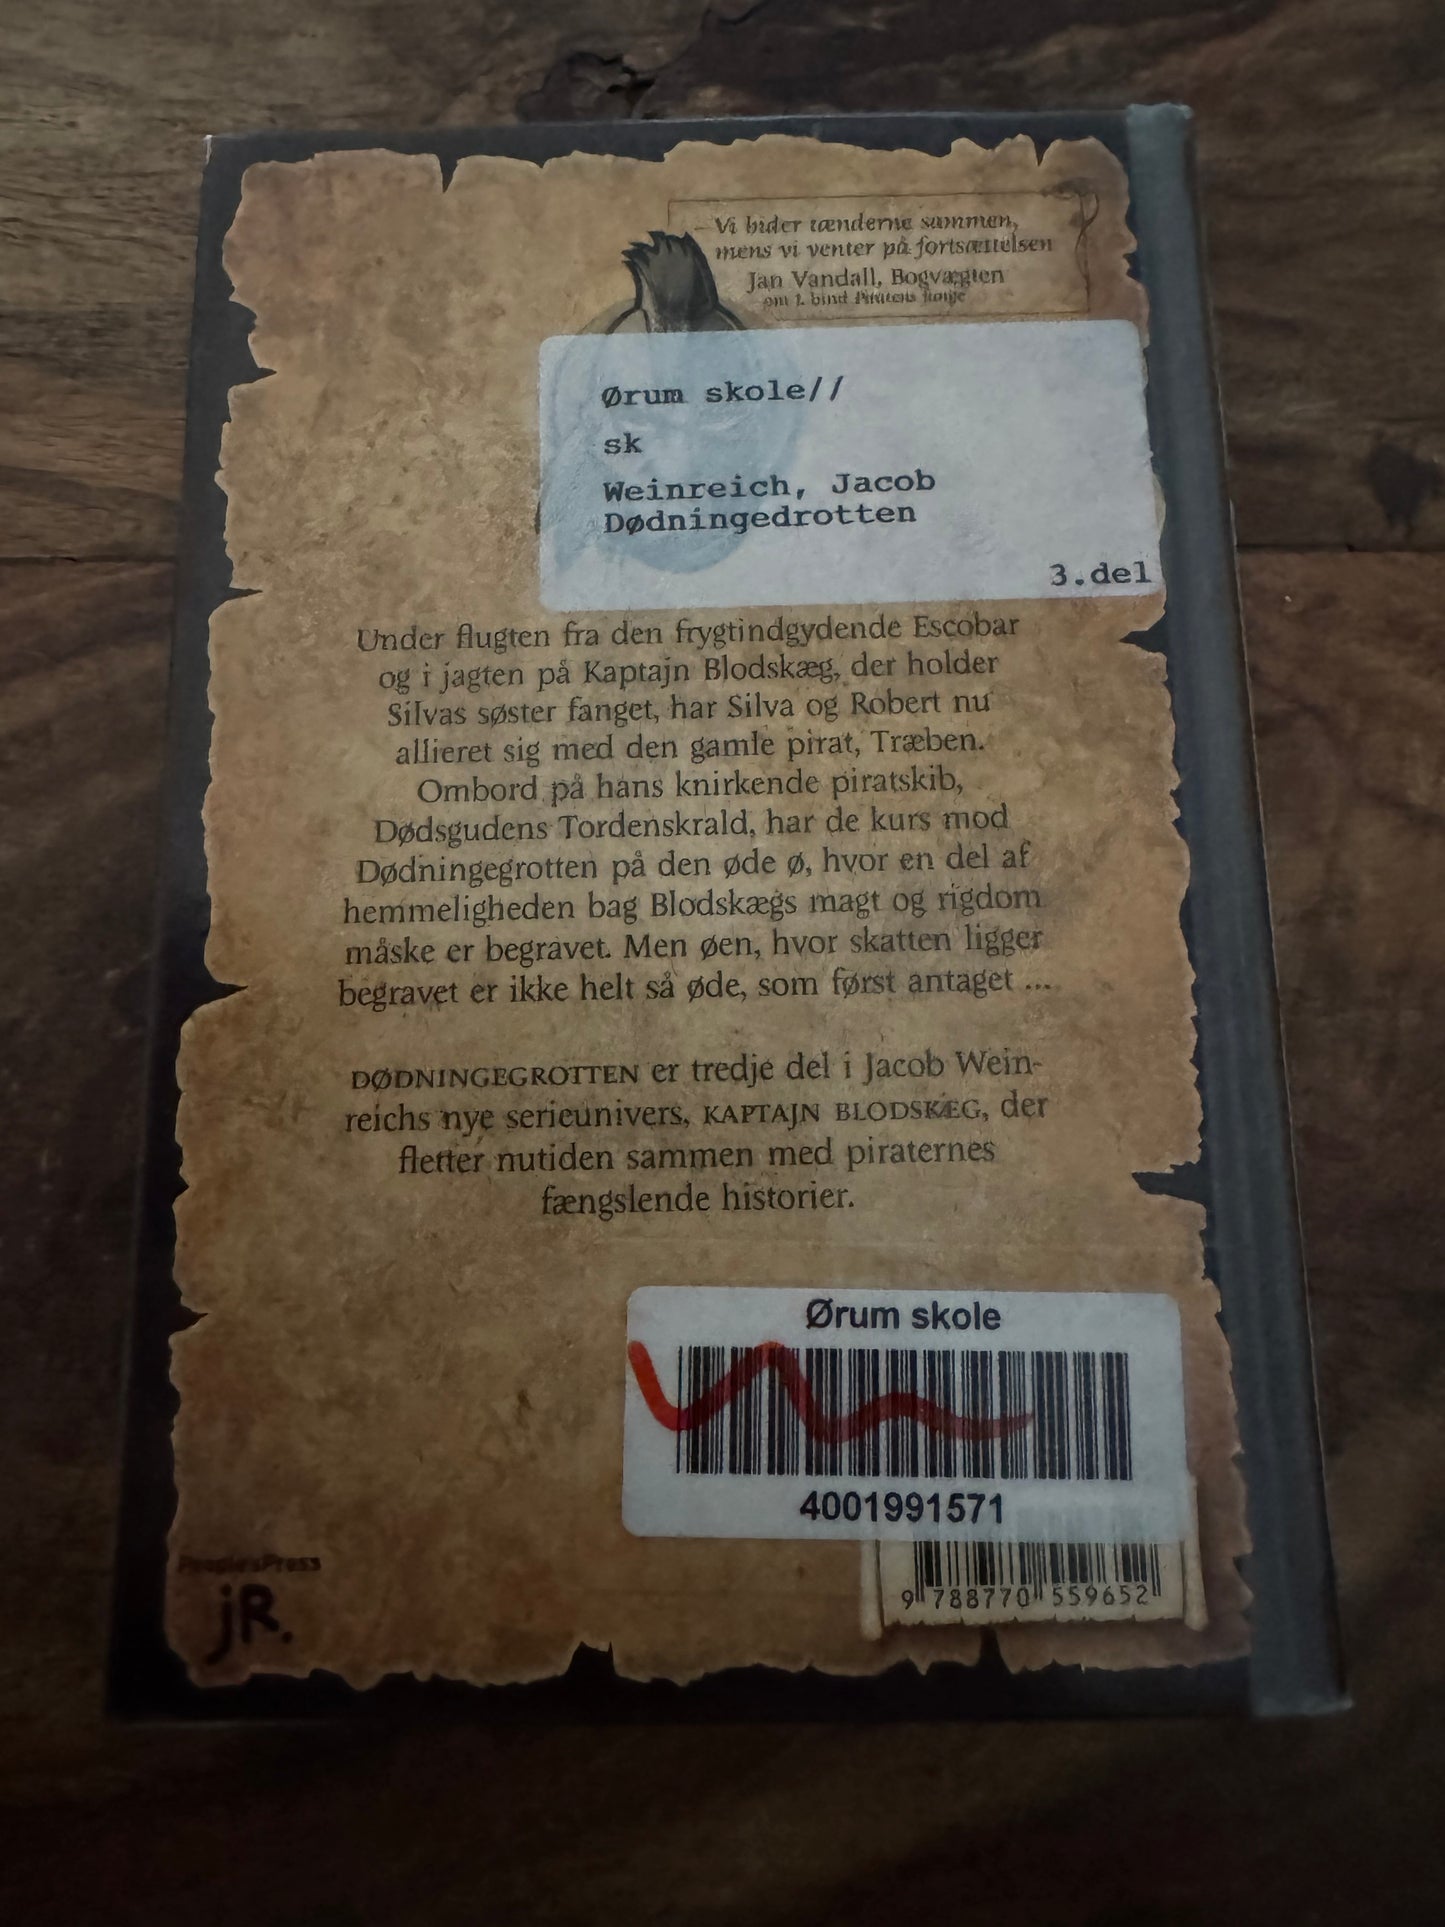 Vi bider tænderne sammen,
mens vi venter på fortsættelsen
Jan Vandall, Bogvægten
om 1. bind Piratens
Ørum skole//
sk
Weinreich, Jacob
Dødningedrotten
3.del
Under flugten fra den frygtindgydende Escobar
og i jagten på Kaptajn Blodskæg, der holder
Silvas søster fanget, har Silva og Robert nu
allieret sig med den gamle pirat, Træben.
Ombord på hans knirkende piratskib,
Dødsgudens Tordenskrald, har de kurs mod
Dødningegrotten på den øde ø, hvor en del af
hemmeligheden bag Blodskægs magt og rigdom
måske er begravet. Men øen, hvor skatten ligger
begravet er ikke helt så øde, som først antaget ...
DØDNINGEGROTTEN er tredje del i Jacob Wein-
reichs nye serieunivers, KAPTAJN BLODSKÆG, der
fletter nutiden sammen med piraternes
fængslende historier.
Ørum skole
4001991571
9 788770 559652
People'sPress
jR.